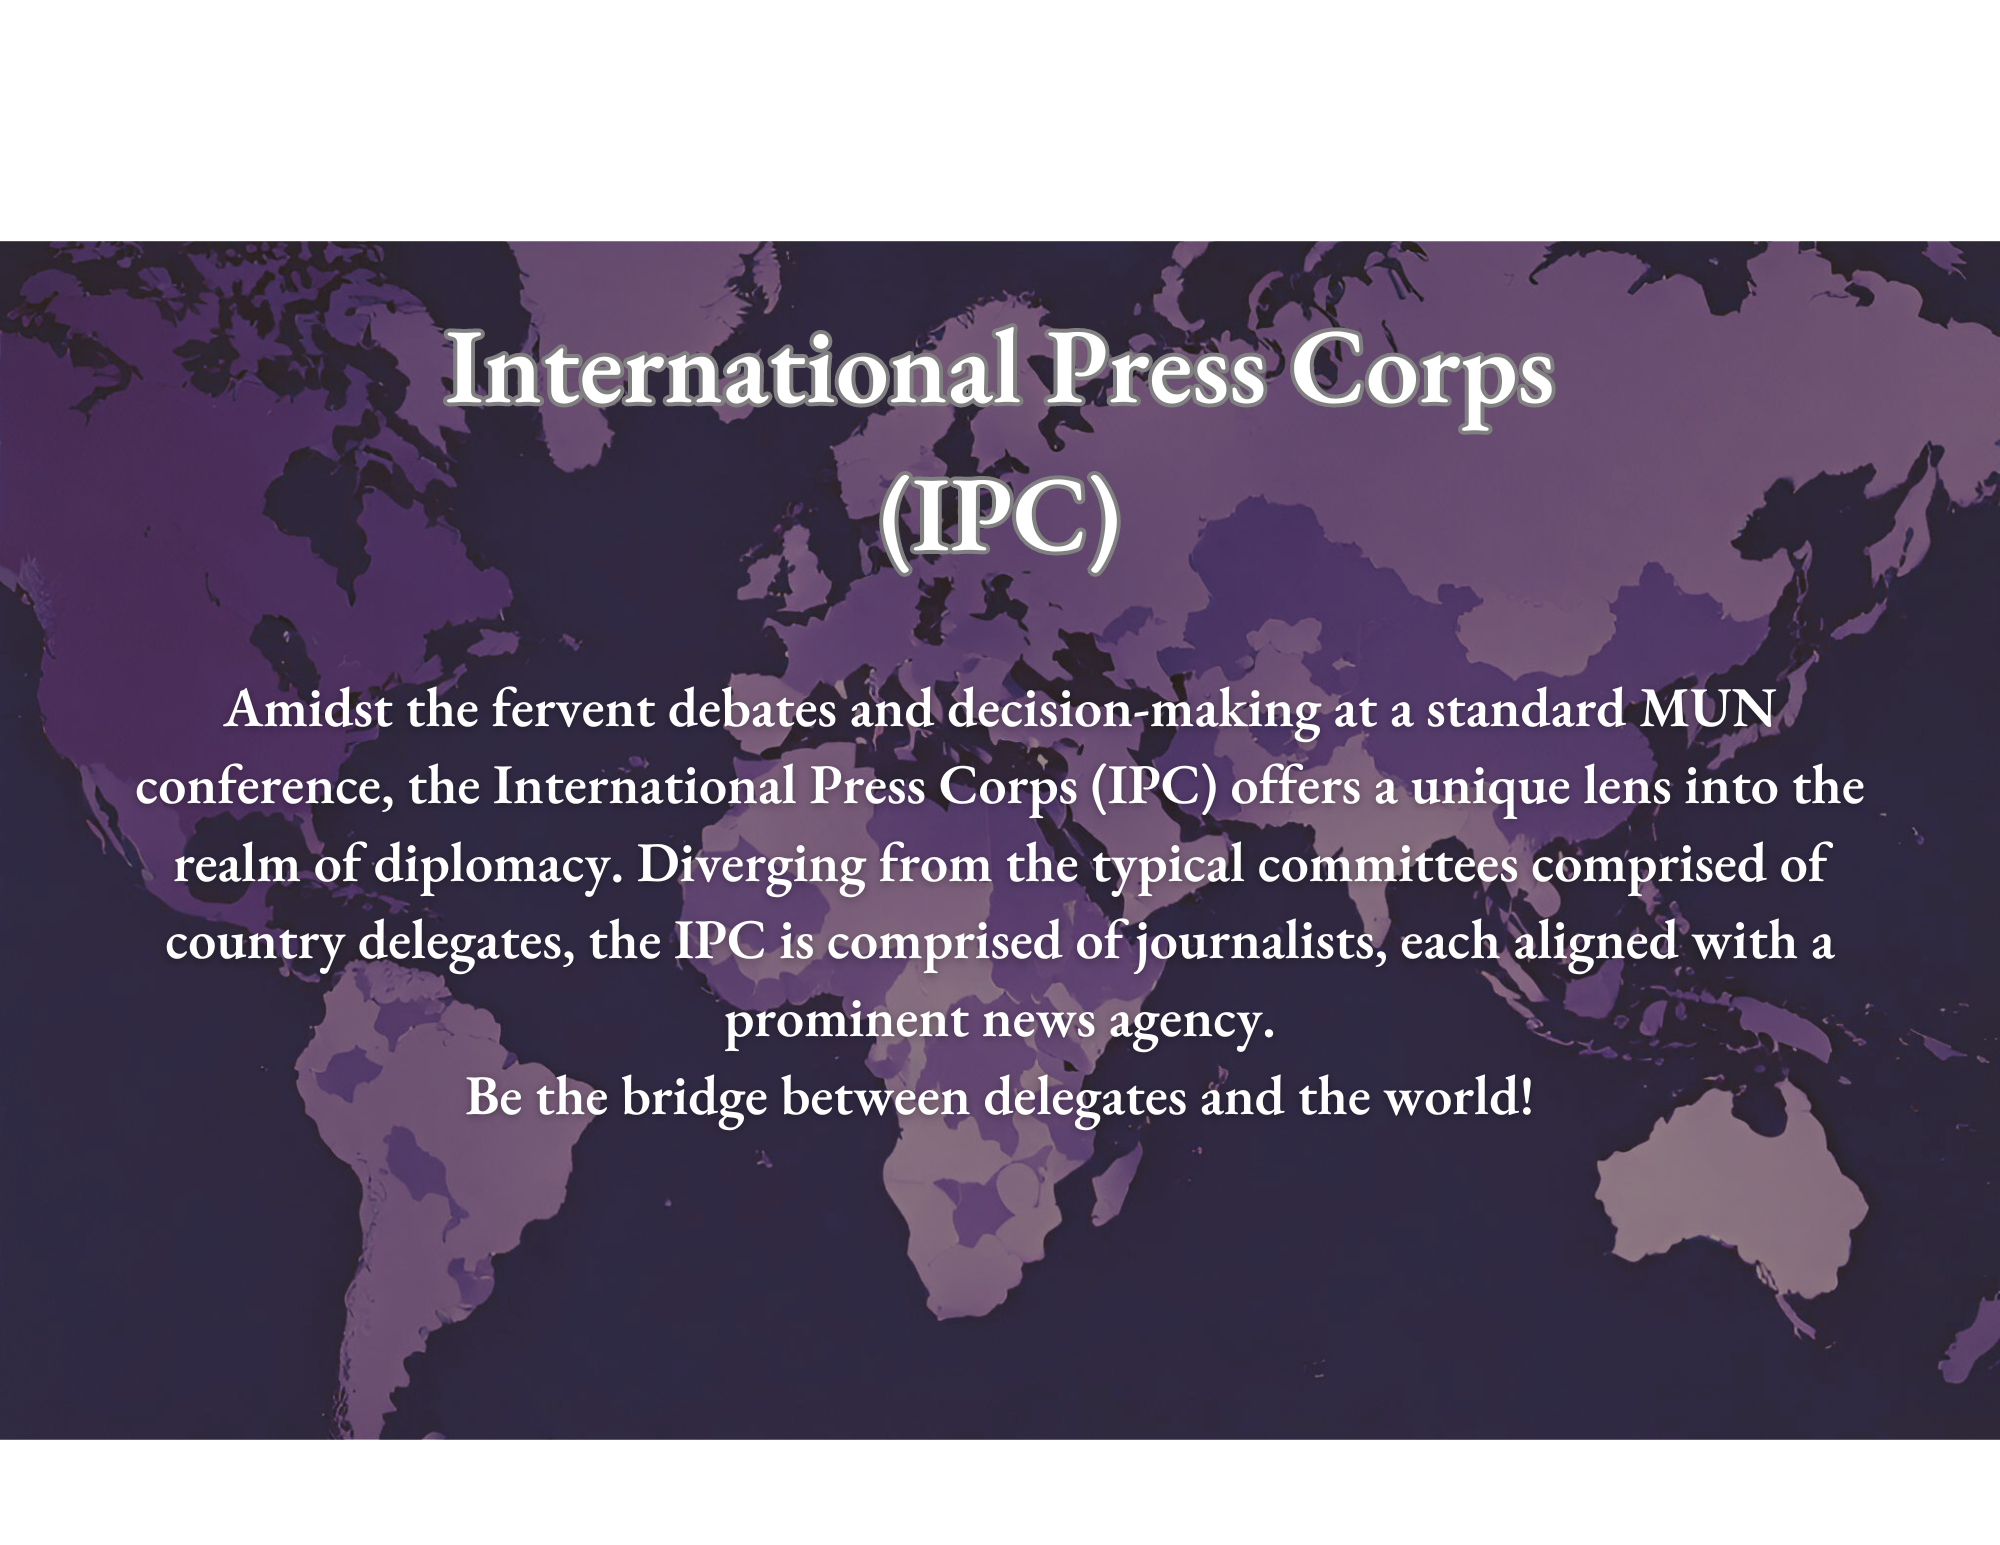 International Press Corps
(IPC)
Amidst the fervent debates and decision-making at a standard MUN
conference, the International Press Corps (IPC) offers a unique lens into the
realm of diplomacy. Diverging from the typical committees comprised of
country delegates, the IPC is comprised of journalists, each aligned with a
prominent news agency.
Be the bridge between delegates and the world!